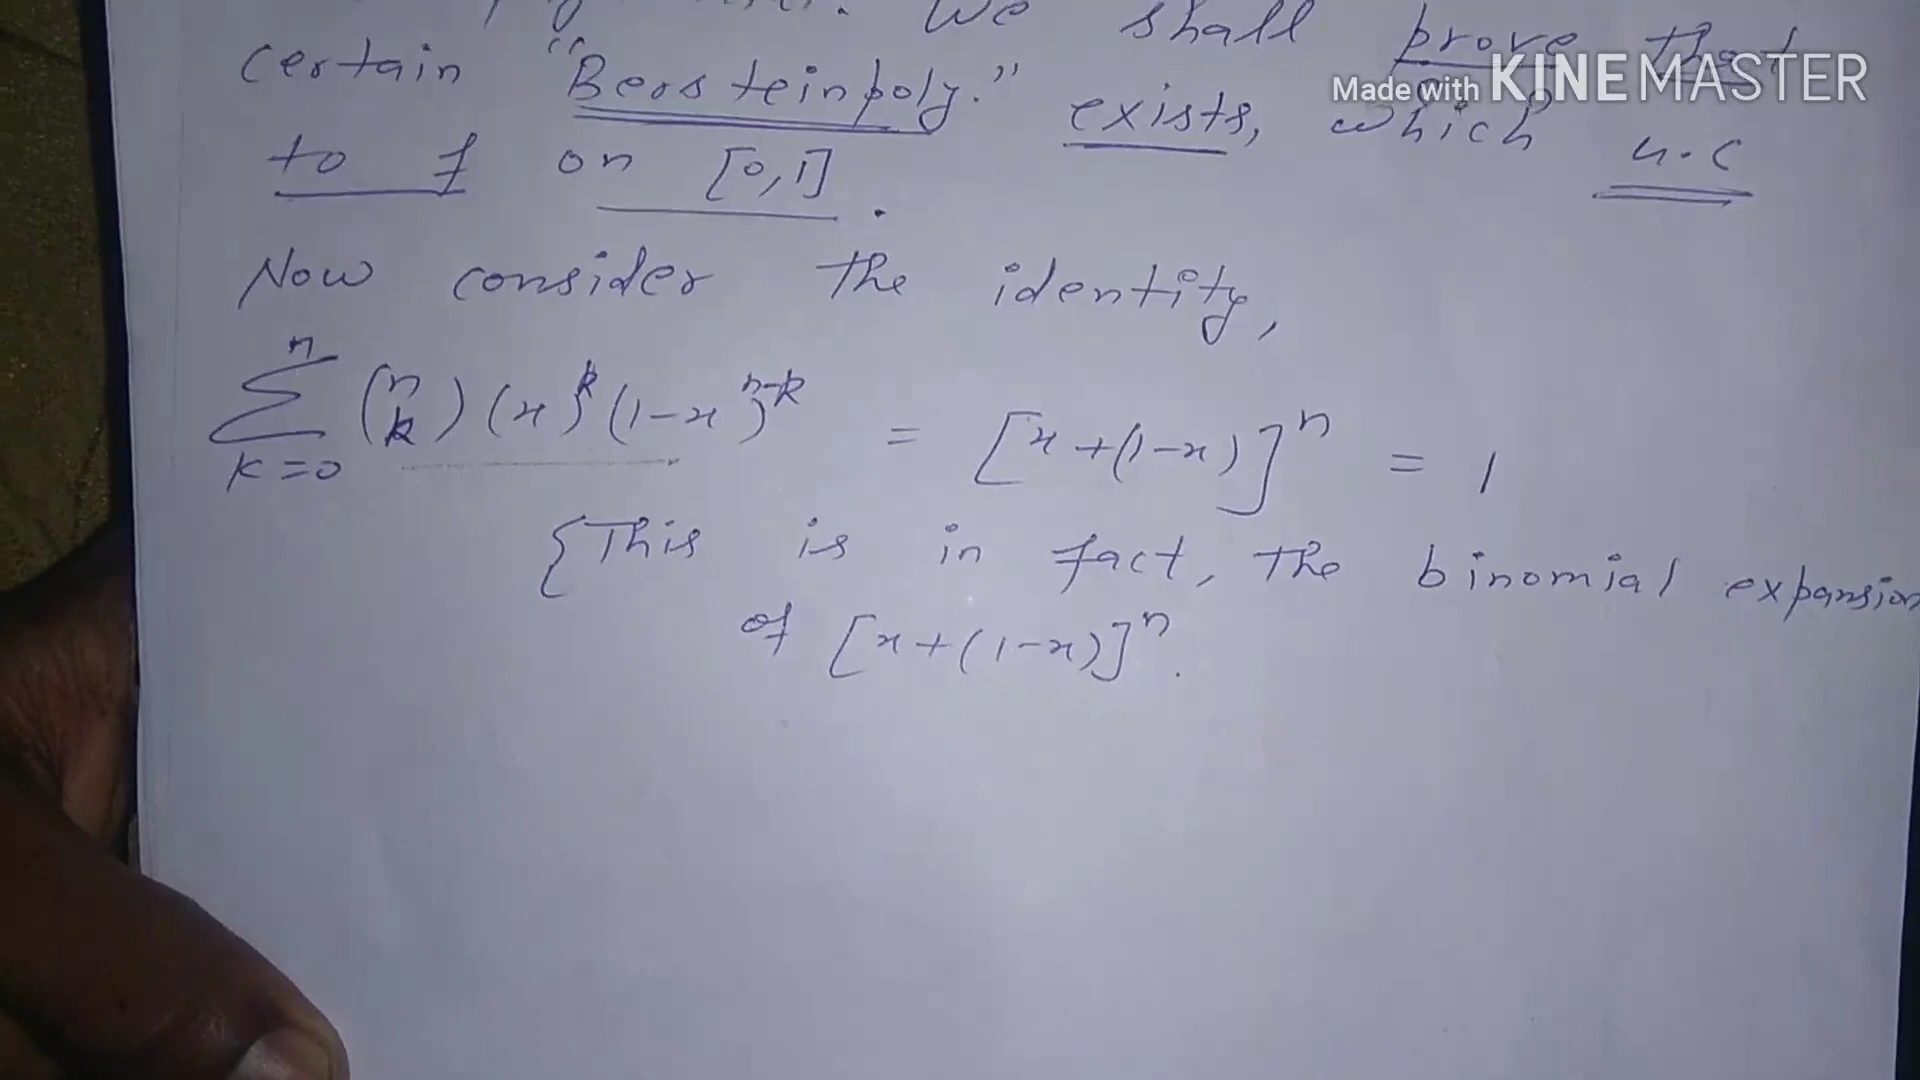 We shall prove that
certain "Bersteinpoly." exists, which u.c
to f on [0,1].
Now consider the identity,
n∑k=0 (n k) (x)^k (1-x)^n-k = [x+(1-x)]^n = 1
{This is in fact, the binomial expansion
of [x+(1-x)]^n.
Made with KINEMASTER